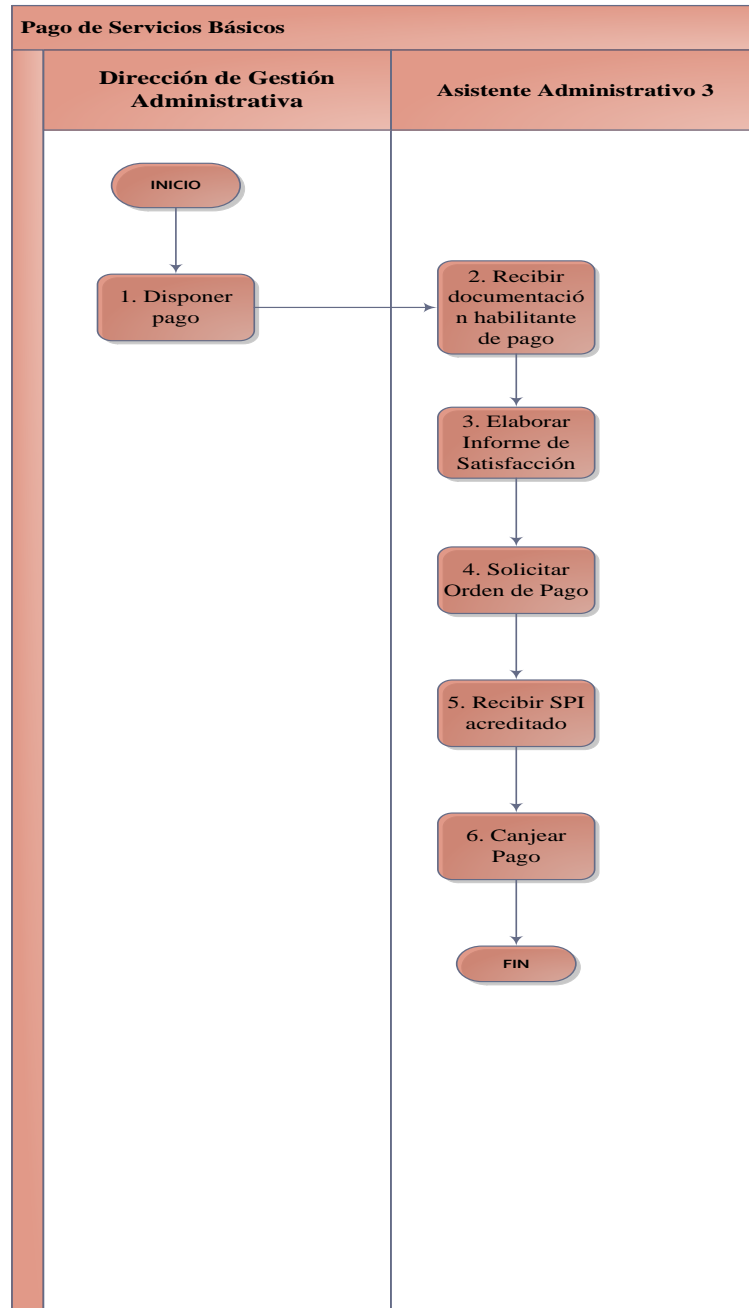 Pago de Servicios Básicos
Dirección de Gestión
Administrativa
Asistente Administrativo 3
INICIO
1. Disponer
pago
2. Recibir
documentació
n habilitante
de pago
3. Elaborar
Informe de
Satisfacción
4. Solicitar
Orden de Pago
5. Recibir SPI
acreditado
6. Canjear
Pago
FIN